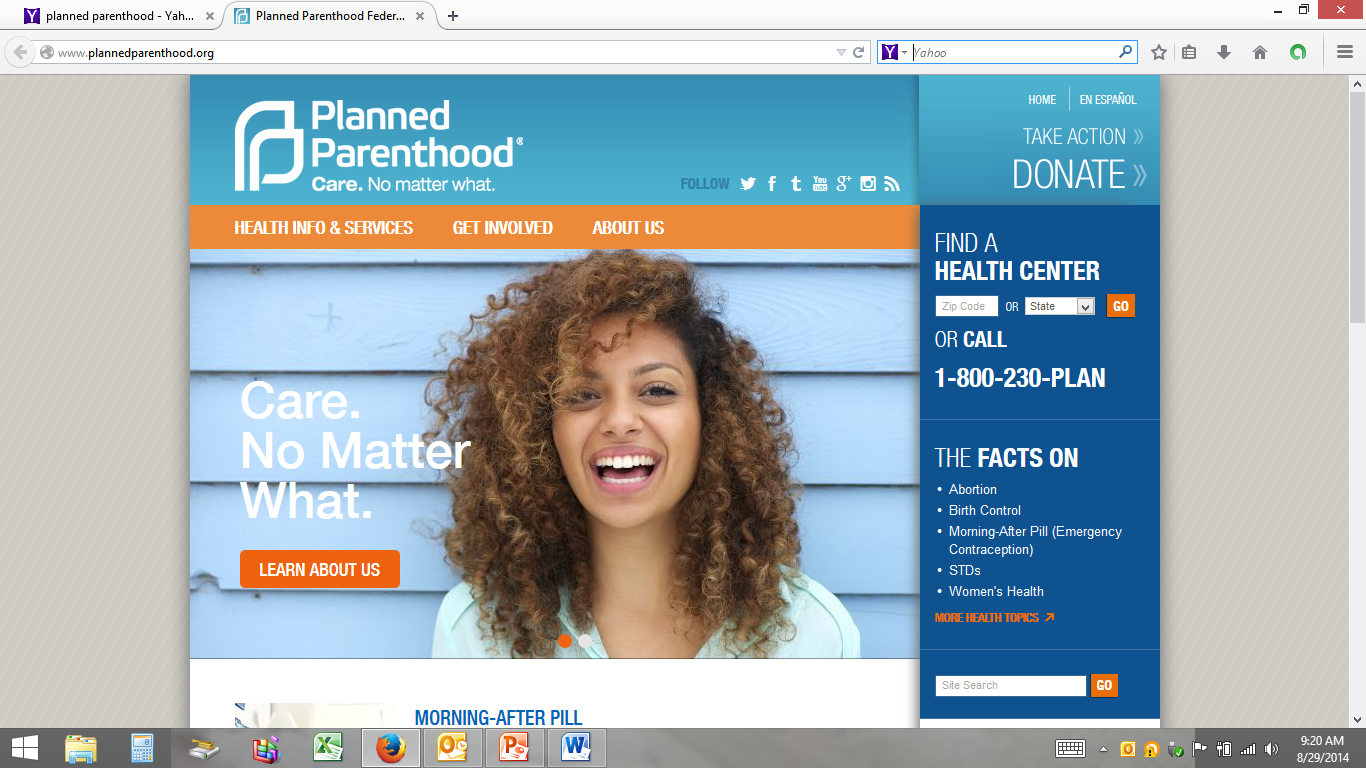 planned parenthood - Yah...
Planned Parenthood Feder...
www.plannedparenthood.org
Yahoo
Planned
Parenthood®
Care. No matter what.
FOLLOW
You Tube
HOME
EN ESPAÑOL
TAKE ACTION »
DONATE »
HEALTH INFO & SERVICES
GET INVOLVED
ABOUT US
Care.
No Matter
What.
LEARN ABOUT US
FIND A
HEALTH CENTER
Zip Code OR State GO
OR CALL
1-800-230-PLAN
THE FACTS ON
• Abortion
• Birth Control
• Morning-After Pill (Emergency
Contraception)
• STDs
• Women's Health
MORE HEALTH TOPICS
Site Search GO
MORNING-AFTER PILL
9:20 AM
8/29/2014